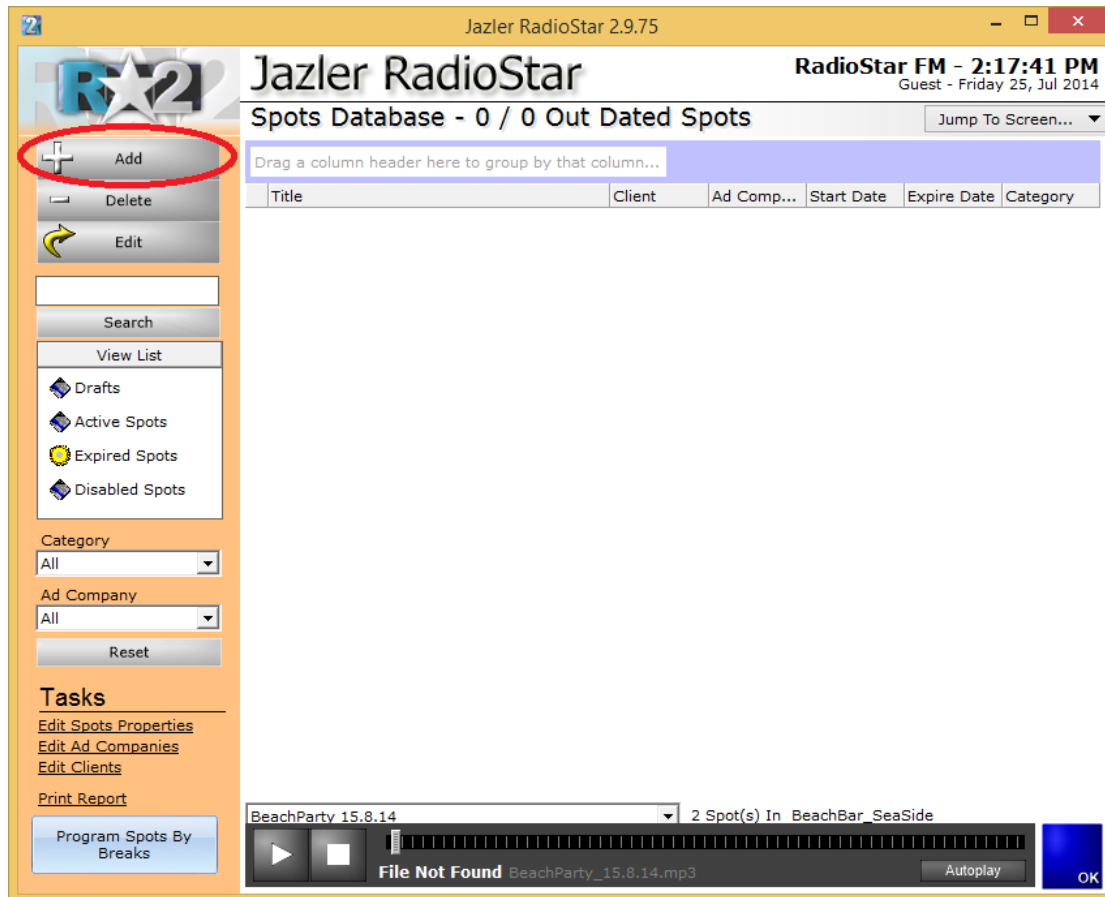 Jazler RadioStar 2.9.75
R 2
Jazler RadioStar
RadioStar FM - 2:17:41 PM
Guest - Friday 25, Jul 2014
Spots Database - 0 / 0 Out Dated Spots
Jump To Screen...
Add
Delete
Edit
Search
View List
Drafts
Active Spots
Expired Spots
Disabled Spots
Category
All
Ad Company
All
Reset
Tasks
Edit Spots Properties
Edit Ad Companies
Edit Clients
Print Report
Program Spots By
Breaks
Drag a column header here to group by that column...
Title Client Ad Comp... Start Date Expire Date Category
BeachParty 15.8.14 2 Spot(s) In BeachBar_SeaSide
File Not Found BeachParty_15.8.14.mp3
Autoplay
OK